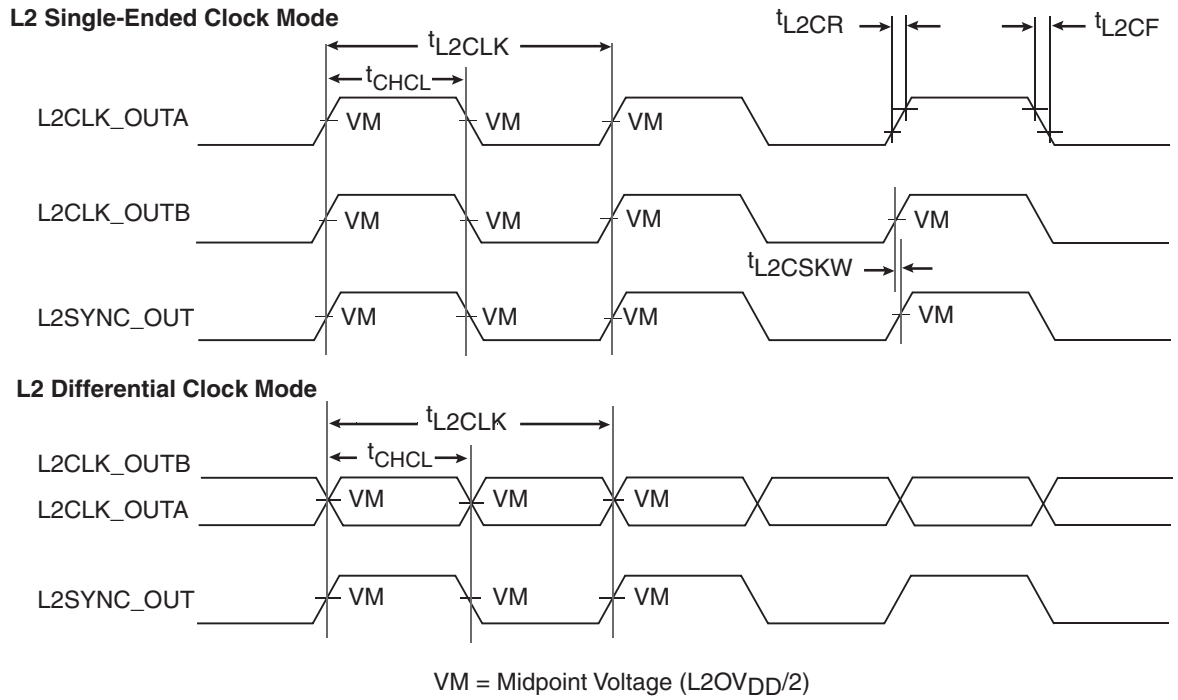 L2 Single-Ended Clock Mode
tL2CR
tL2CF
tL2CLK
tCHCL
L2CLK_OUTA
VM VM VM
L2CLK_OUTB
VM VM VM VM
tL2CSKW
L2SYNC_OUT
VM VM VM VM
L2 Differential Clock Mode
tL2CLK
L2CLK_OUTB
tCHCL
L2CLK_OUTA
VM VM VM
L2SYNC_OUT
VM VM VM
VM = Midpoint Voltage (L2OVDD/2)